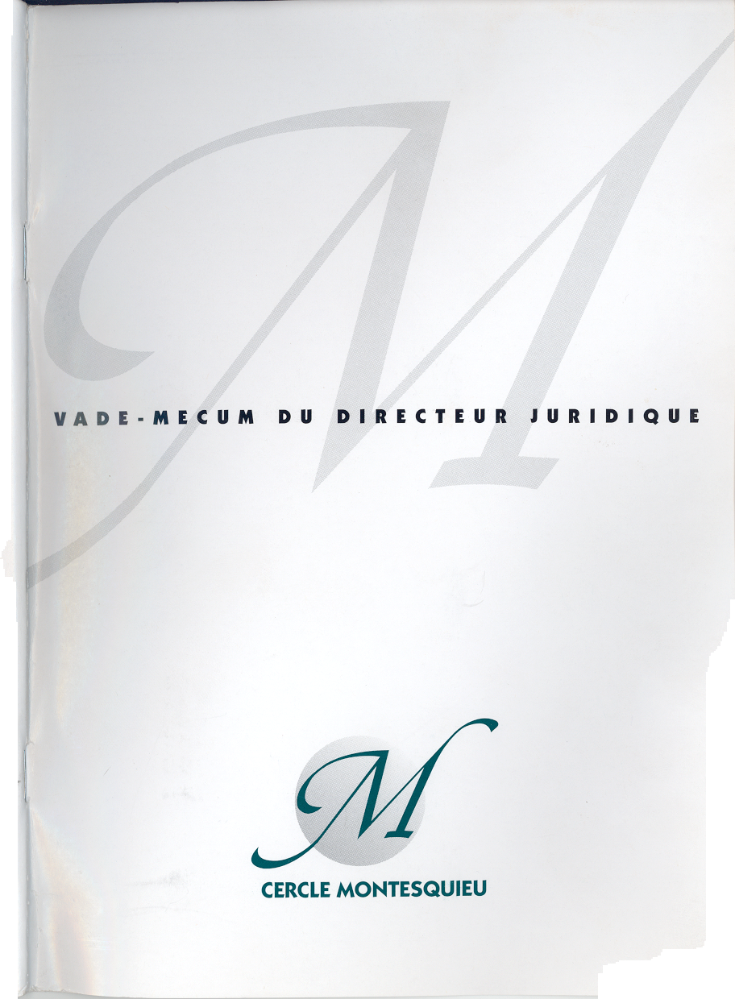 VADE-MECUM DU DIRECTEUR JURIDIQUE
M
CERCLE MONTESQUIEU